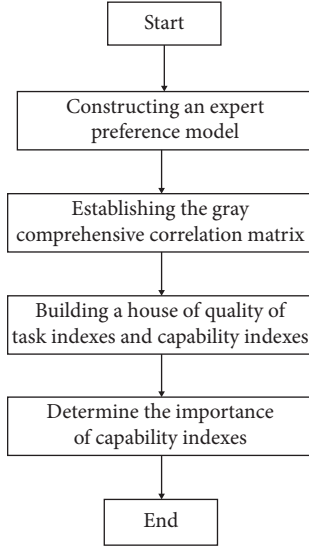 Start
Constructing an expert
preference model
Establishing the gray
comprehensive correlation matrix
Building a house of quality of
task indexes and capability indexes
Determine the importance
of capability indexes
End